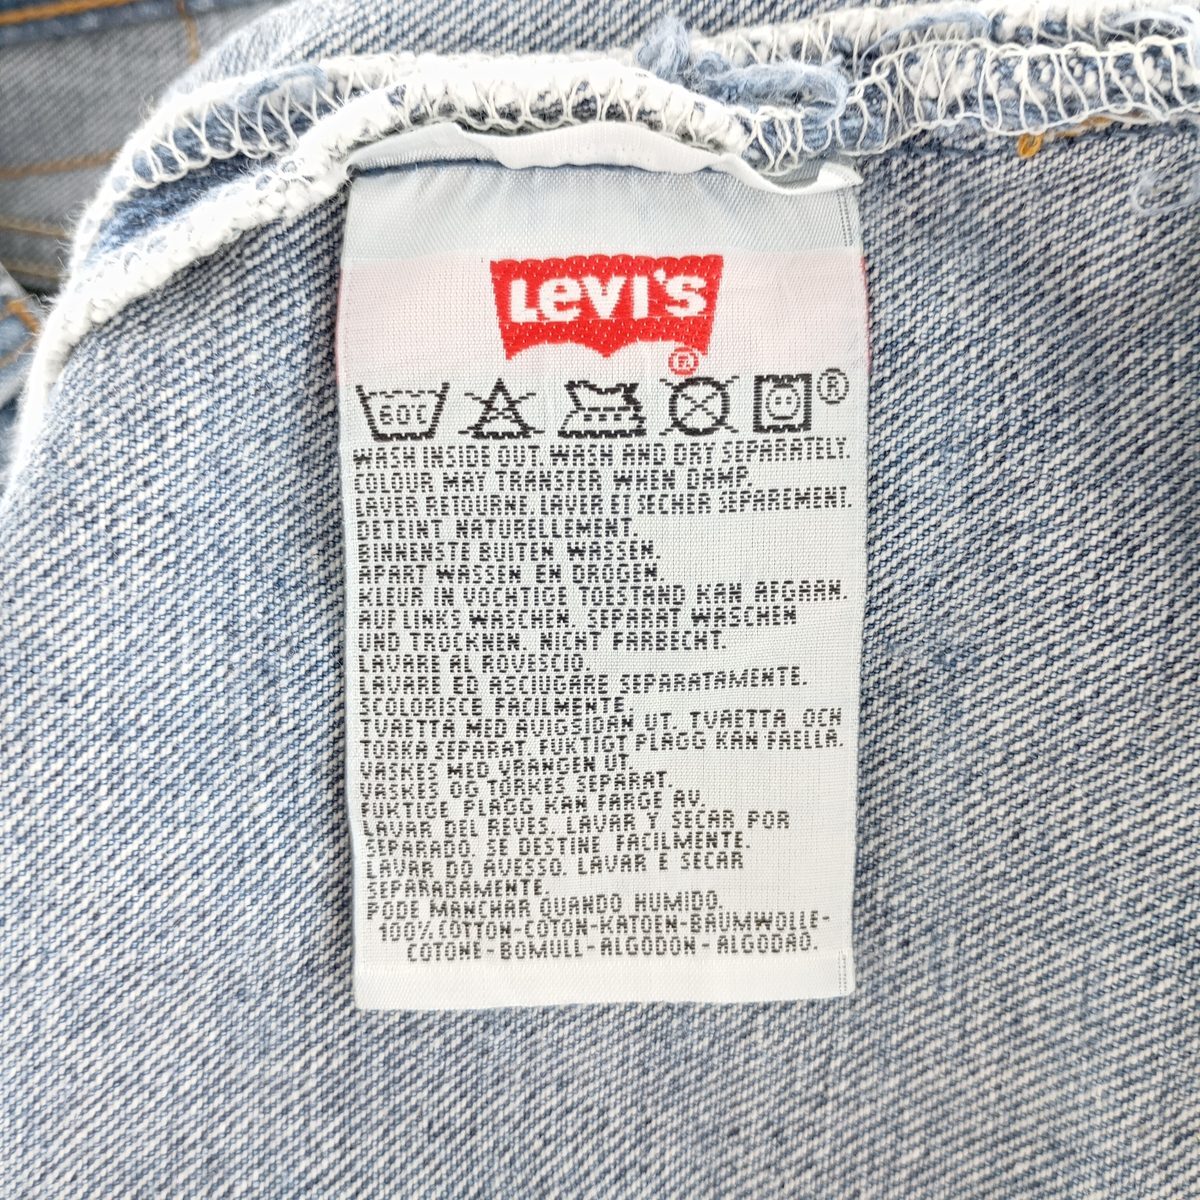 Levi's
®
60°C
®
WASH INSIDE OUT. WASH AND DRY SEPARATELY.
COLOUR MAY TRANSFER WHEN DAMP.
LAVER RETOURNE. LAVER ET SECHER SEPAREMENT.
DETEINT NATURELLEMENT.
BINNENSTE BUITEN WASSEN.
APART WASSEN EN DROGEN.
KLEUR IN VOCHTIGE TOESTAND KAN AFGAAN.
AUF LINKS WASCHEN. SEPARAT WASCHEN
UND TROCKNEN. NICHT FARBECHT.
LAVARE AL ROVESCIO.
LAVARE ED ASCIUGARE SEPARATAMENTE.
SCOLORISCE FACILMENTE.
TVAETTA MED AVIGSIDAN UT. TVAETTA OCH
TORKA SEPARAT. FUKTIGT PLAGG KAN FAELLA.
VASKES MED VRANGEN UT.
VASKES OG TORKES SEPARAT.
FUKTIGE PLAGG KAN FARGE AV.
LAVAR DEL REVES. LAVAR Y SECAR POR
SEPARADO. SE DESTINE FACILMENTE.
LAVAR DO AVESSO. LAVAR E SECAR
SEPARADAMENTE.
PODE MANCHAR QUANDO HUMIDO.
100% COTTON-COTON-KATOEN-BAUMWOLLE-
COTONE-BOMULL-ALGODON-ALGODAO.